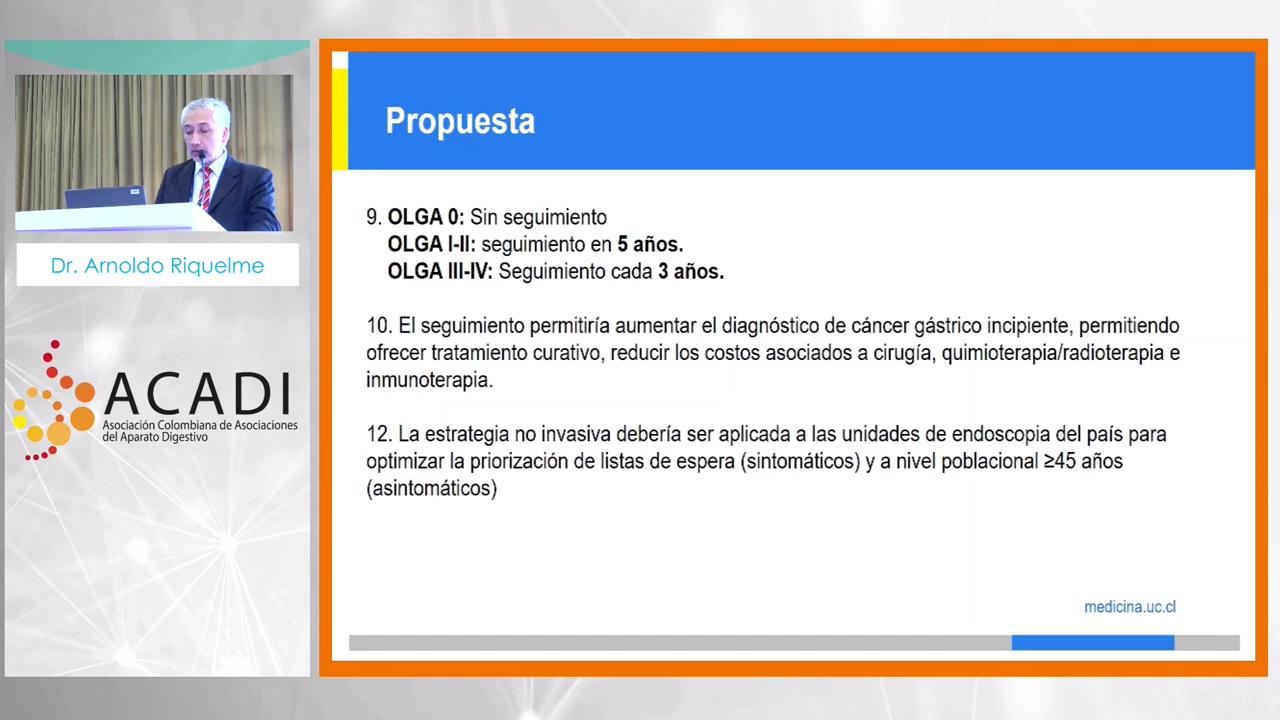 Dr. Arnoldo Riquelme
ACADI
Asociación Colombiana de Asociaciones
del Aparato Digestivo
Propuesta
9. OLGA 0: Sin seguimiento
OLGA I-II: seguimiento en 5 años.
OLGA III-IV: Seguimiento cada 3 años.
10. El seguimiento permitiría aumentar el diagnóstico de cáncer gástrico incipiente, permitiendo
ofrecer tratamiento curativo, reducir los costos asociados a cirugía, quimioterapia/radioterapia e
inmunoterapia.
12. La estrategia no invasiva debería ser aplicada a las unidades de endoscopia del país para
optimizar la priorización de listas de espera (sintomáticos) y a nivel poblacional ≥45 años
(asintomáticos)
medicina.uc.cl